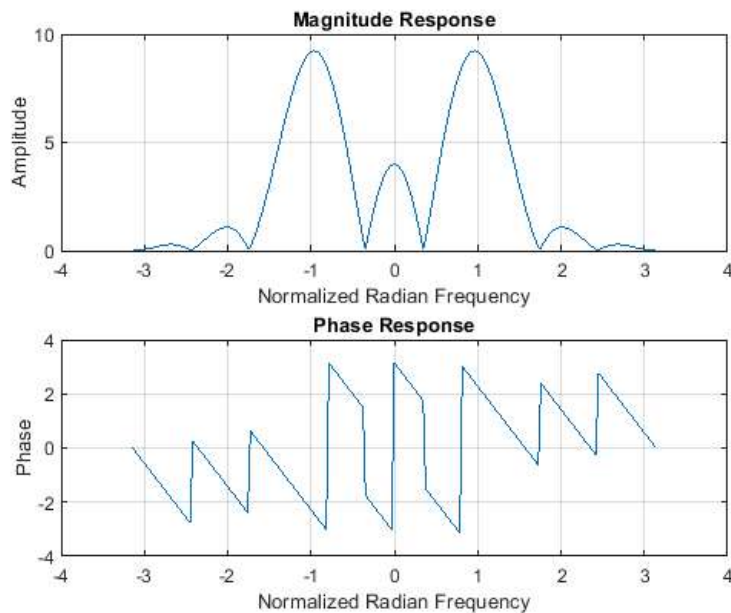 Magnitude Response
10
5
0
Amplitude
-4 -3 -2 -1 0 1 2 3 4
Normalized Radian Frequency
Phase Response
4
2
0
-2
-4
Phase
-4 -3 -2 -1 0 1 2 3 4
Normalized Radian Frequency